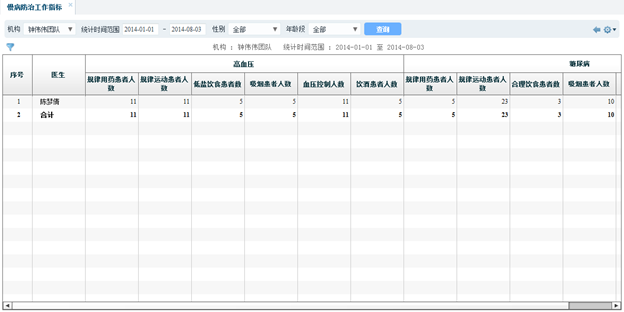 慢病防治工作指标
机构 钟伟伟团队 统计时间范围 2014-01-01 - 2014-08-03 性别 全部 年龄段 全部 查询
机构 : 钟伟伟团队 统计时间范围 : 2014-01-01 至 2014-08-03
序号 医生 高血压 糖尿病
规律用药患者人数 规律运动患者人数 低盐饮食患者数 吸烟患者人数 血压控制人数 饮酒患者人数 规律用药患者人数 规律运动患者人数 合理饮食患者数 吸烟患者人数
1 陈梦倩 11 11 5 5 11 5 5 23 3 10
2 合计 11 11 5 5 11 5 5 23 3 10